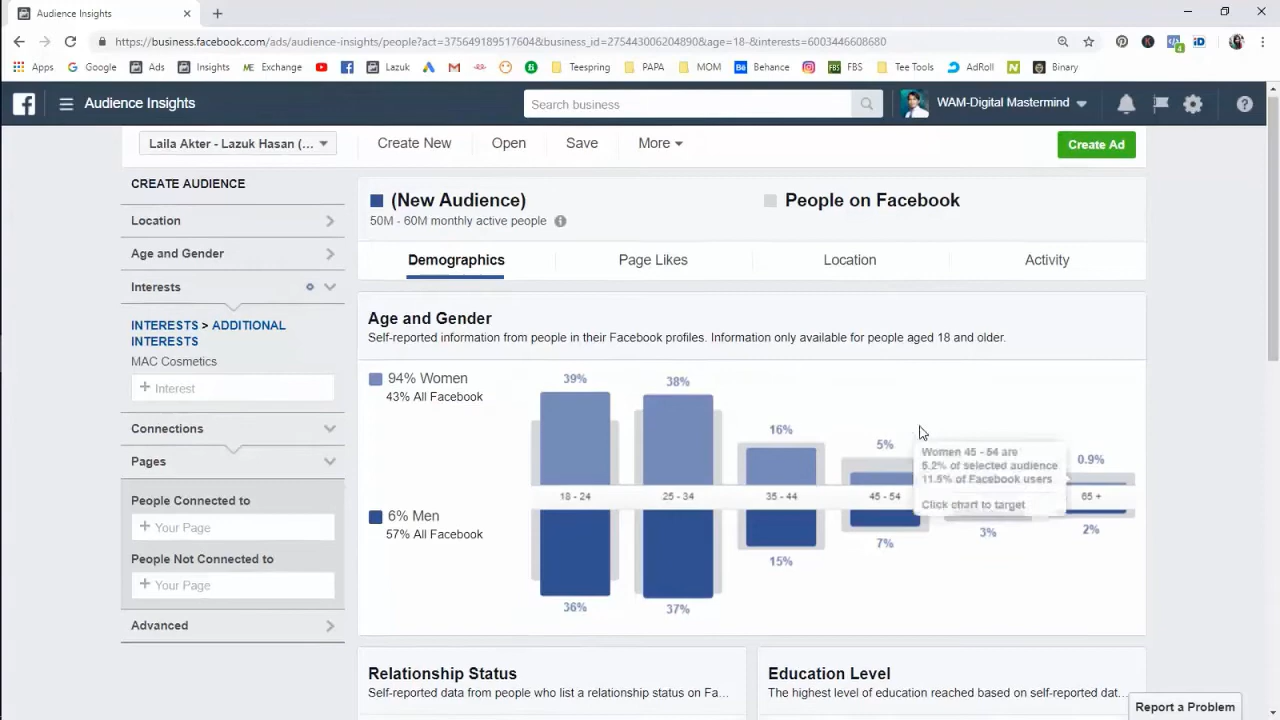 Audience Insights
https://business.facebook.com/ads/audience-insights/people?act=375649189517604&business_id=275443006204890&age=18-&interests=6003446608680
Apps Google Ads Insights Exchange Lazuk Teespring PAPA MOM Behance FBS Tee Tools AdRoll Binary
Audience Insights
Search business
WAM-Digital Mastermind
Laila Akter - Lazuk Hasan (...
Create New
Open
Save
More
Create Ad
CREATE AUDIENCE
Location
Age and Gender
Interests
INTERESTS > ADDITIONAL
INTERESTS
MAC Cosmetics
+ Interest
Connections
Pages
People Connected to
+ Your Page
People Not Connected to
+ Your Page
Advanced
(New Audience)
50M - 60M monthly active people
People on Facebook
Demographics
Page Likes
Location
Activity
Age and Gender
Self-reported information from people in their Facebook profiles. Information only available for people aged 18 and older.
94% Women
43% All Facebook
39% 38% 16% 5% 0.9%
Women 45 - 54 are
5.2% of selected audience
11.5% of Facebook users
Click chart to target
18 - 24 25 - 34 35 - 44 45 - 54 65 +
6% Men
57% All Facebook
36% 37% 15% 7% 3% 2%
Relationship Status
Self-reported data from people who list a relationship status on Fa...
Education Level
The highest level of education reached based on self-reported dat...
Report a Problem